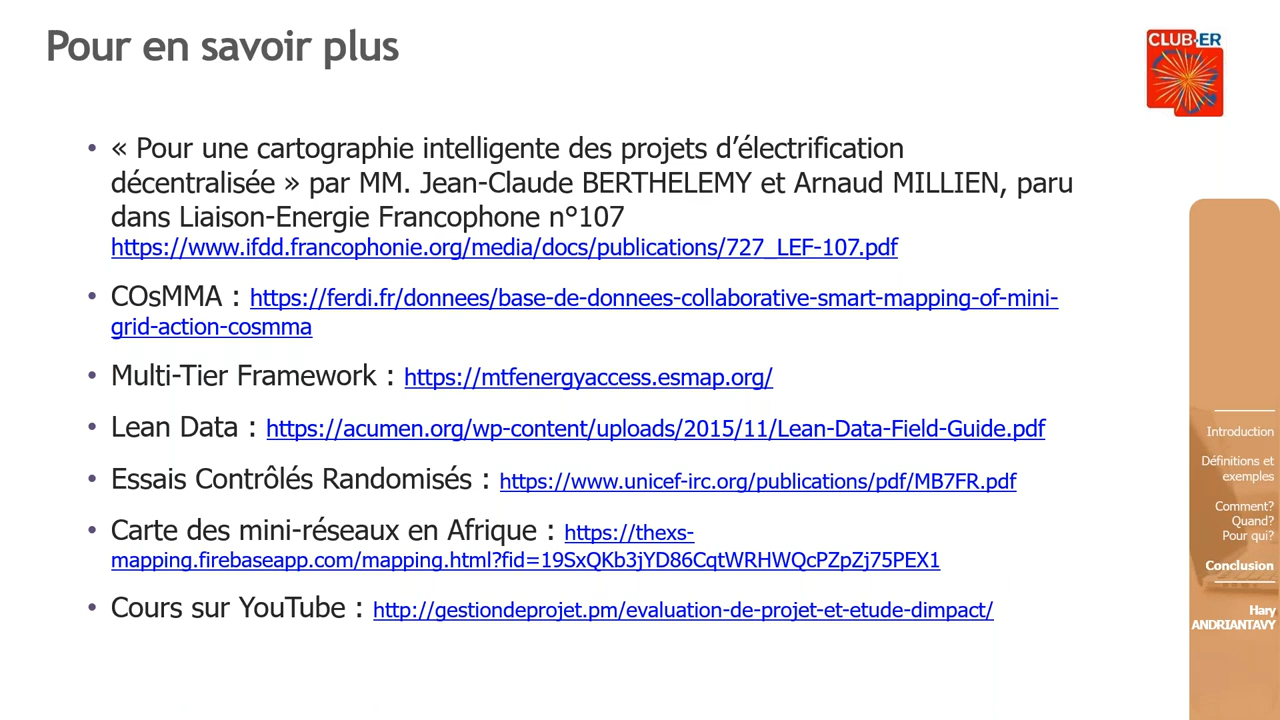 Pour en savoir plus
CLUB-ER
• « Pour une cartographie intelligente des projets d’électrification
décentralisée » par MM. Jean-Claude BERTHELEMY et Arnaud MILLIEN, paru
dans Liaison-Energie Francophone n°107
https://www.ifdd.francophonie.org/media/docs/publications/727_LEF-107.pdf
• COsMMA : https://ferdi.fr/donnees/base-de-donnees-collaborative-smart-mapping-of-mini-
grid-action-cosmma
• Multi-Tier Framework : https://mtfenergyaccess.esmap.org/
• Lean Data : https://acumen.org/wp-content/uploads/2015/11/Lean-Data-Field-Guide.pdf
• Essais Contrôlés Randomisés : https://www.unicef-irc.org/publications/pdf/MB7FR.pdf
• Carte des mini-réseaux en Afrique : https://thexs-
mapping.firebaseapp.com/mapping.html?fid=19SxQKb3jYD86CqtWRHWQcPZpZj75PEX1
• Cours sur YouTube : http://gestiondeprojet.pm/evaluation-de-projet-et-etude-dimpact/
Introduction
Définitions et
exemples
Comment?
Quand?
Pour qui?
Conclusion
Hary
ANDRIANTAVY